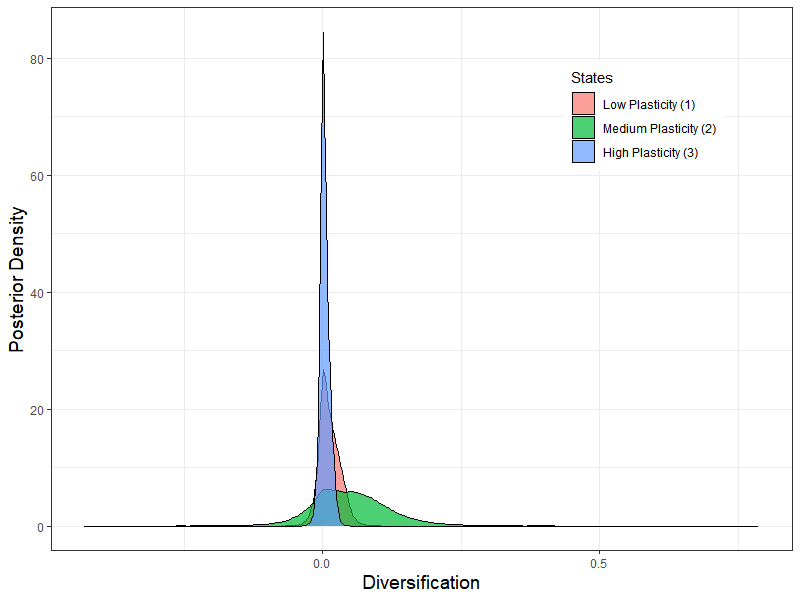 States
Low Plasticity (1)
Medium Plasticity (2)
High Plasticity (3)
Posterior Density
80
60
40
20
0
0.0
0.5
Diversification